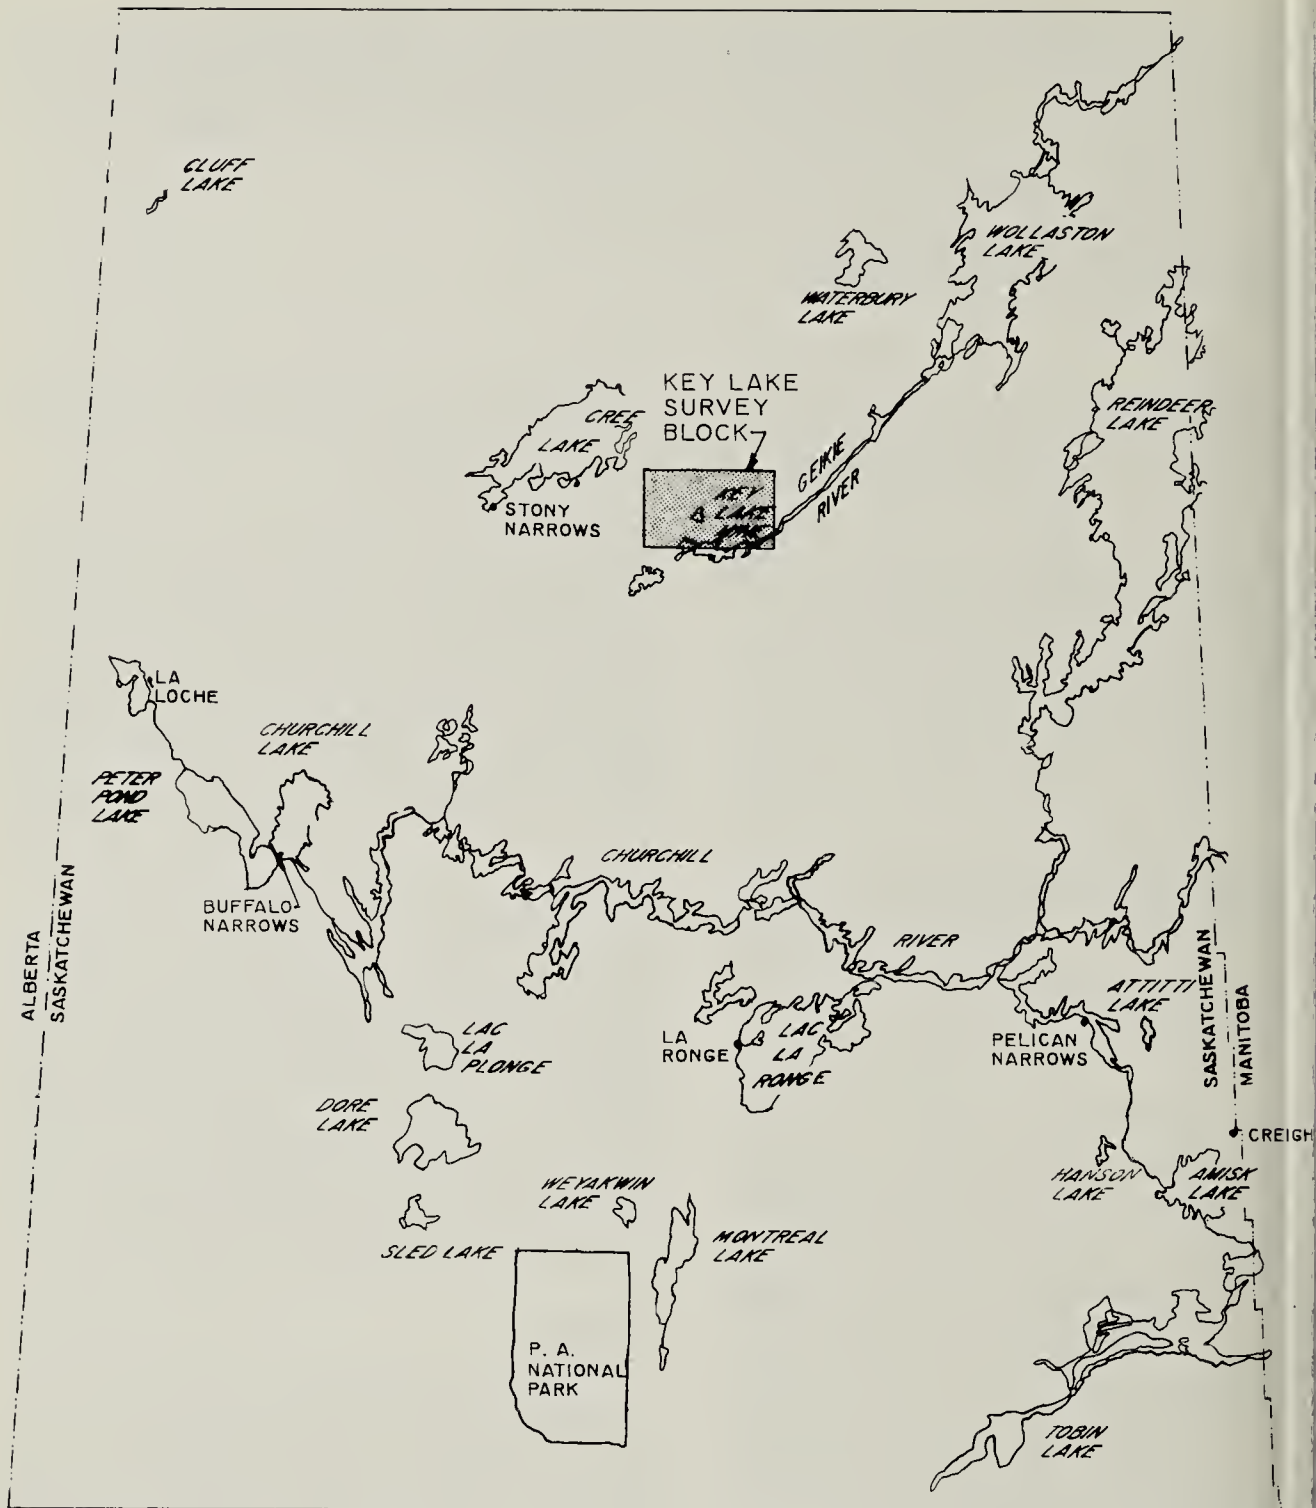 CLUFF
LAKE
WOLLASTON
LAKE
WATERBURY
LAKE
KEY LAKE
SURVEY
BLOCK
CREE
LAKE
REINDEER
LAKE
GEIKIE
RIVER
KEY
LAKE
STONY
NARROWS
LA
LOCHE
CHURCHILL
LAKE
PETER
POND
LAKE
CHURCHILL
BUFFALO
NARROWS
RIVER
ALBERTA
SASKATCHEWAN
SASKATCHEWAN
MANITOBA
ATTITTI
LAKE
LAC
LA
PLONGE
LA
RONGE
LAC
LA
RONGE
PELICAN
NARROWS
DORE
LAKE
CREIGH
HANSON
LAKE
AMISK
LAKE
WEYAKWIN
LAKE
SLED LAKE
MONTREAL
LAKE
P. A.
NATIONAL
PARK
TOBIN
LAKE